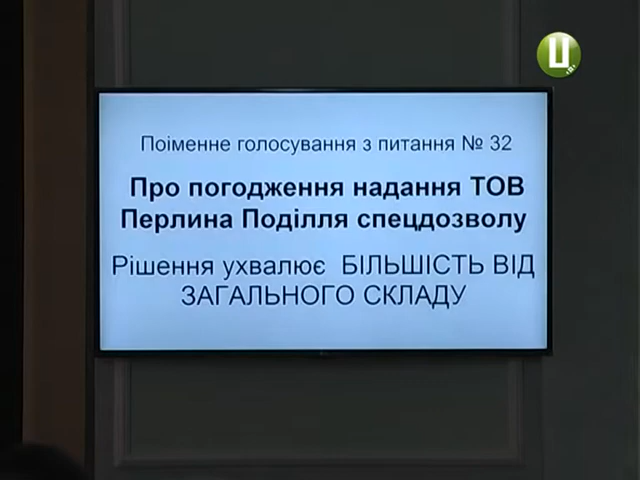 Ц
Поіменне голосування з питання № 32
Про погодження надання ТОВ
Перлина Поділля спецдозволу
Рішення ухвалює БІЛЬШІСТЬ ВІД
ЗАГАЛЬНОГО СКЛАДУ